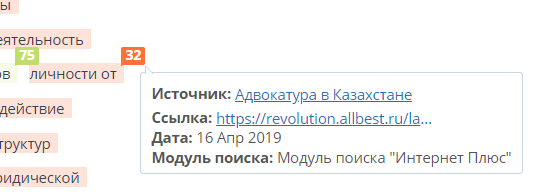 ы
еятельность
75 32
ов личности от
Источник: Адвокатура в Казахстане
действие
Ссылка: https://revolution.allbest.ru/la...
Дата: 16 Апр 2019
труктур
Модуль поиска: Модуль поиска "Интернет Плюс"
ридической